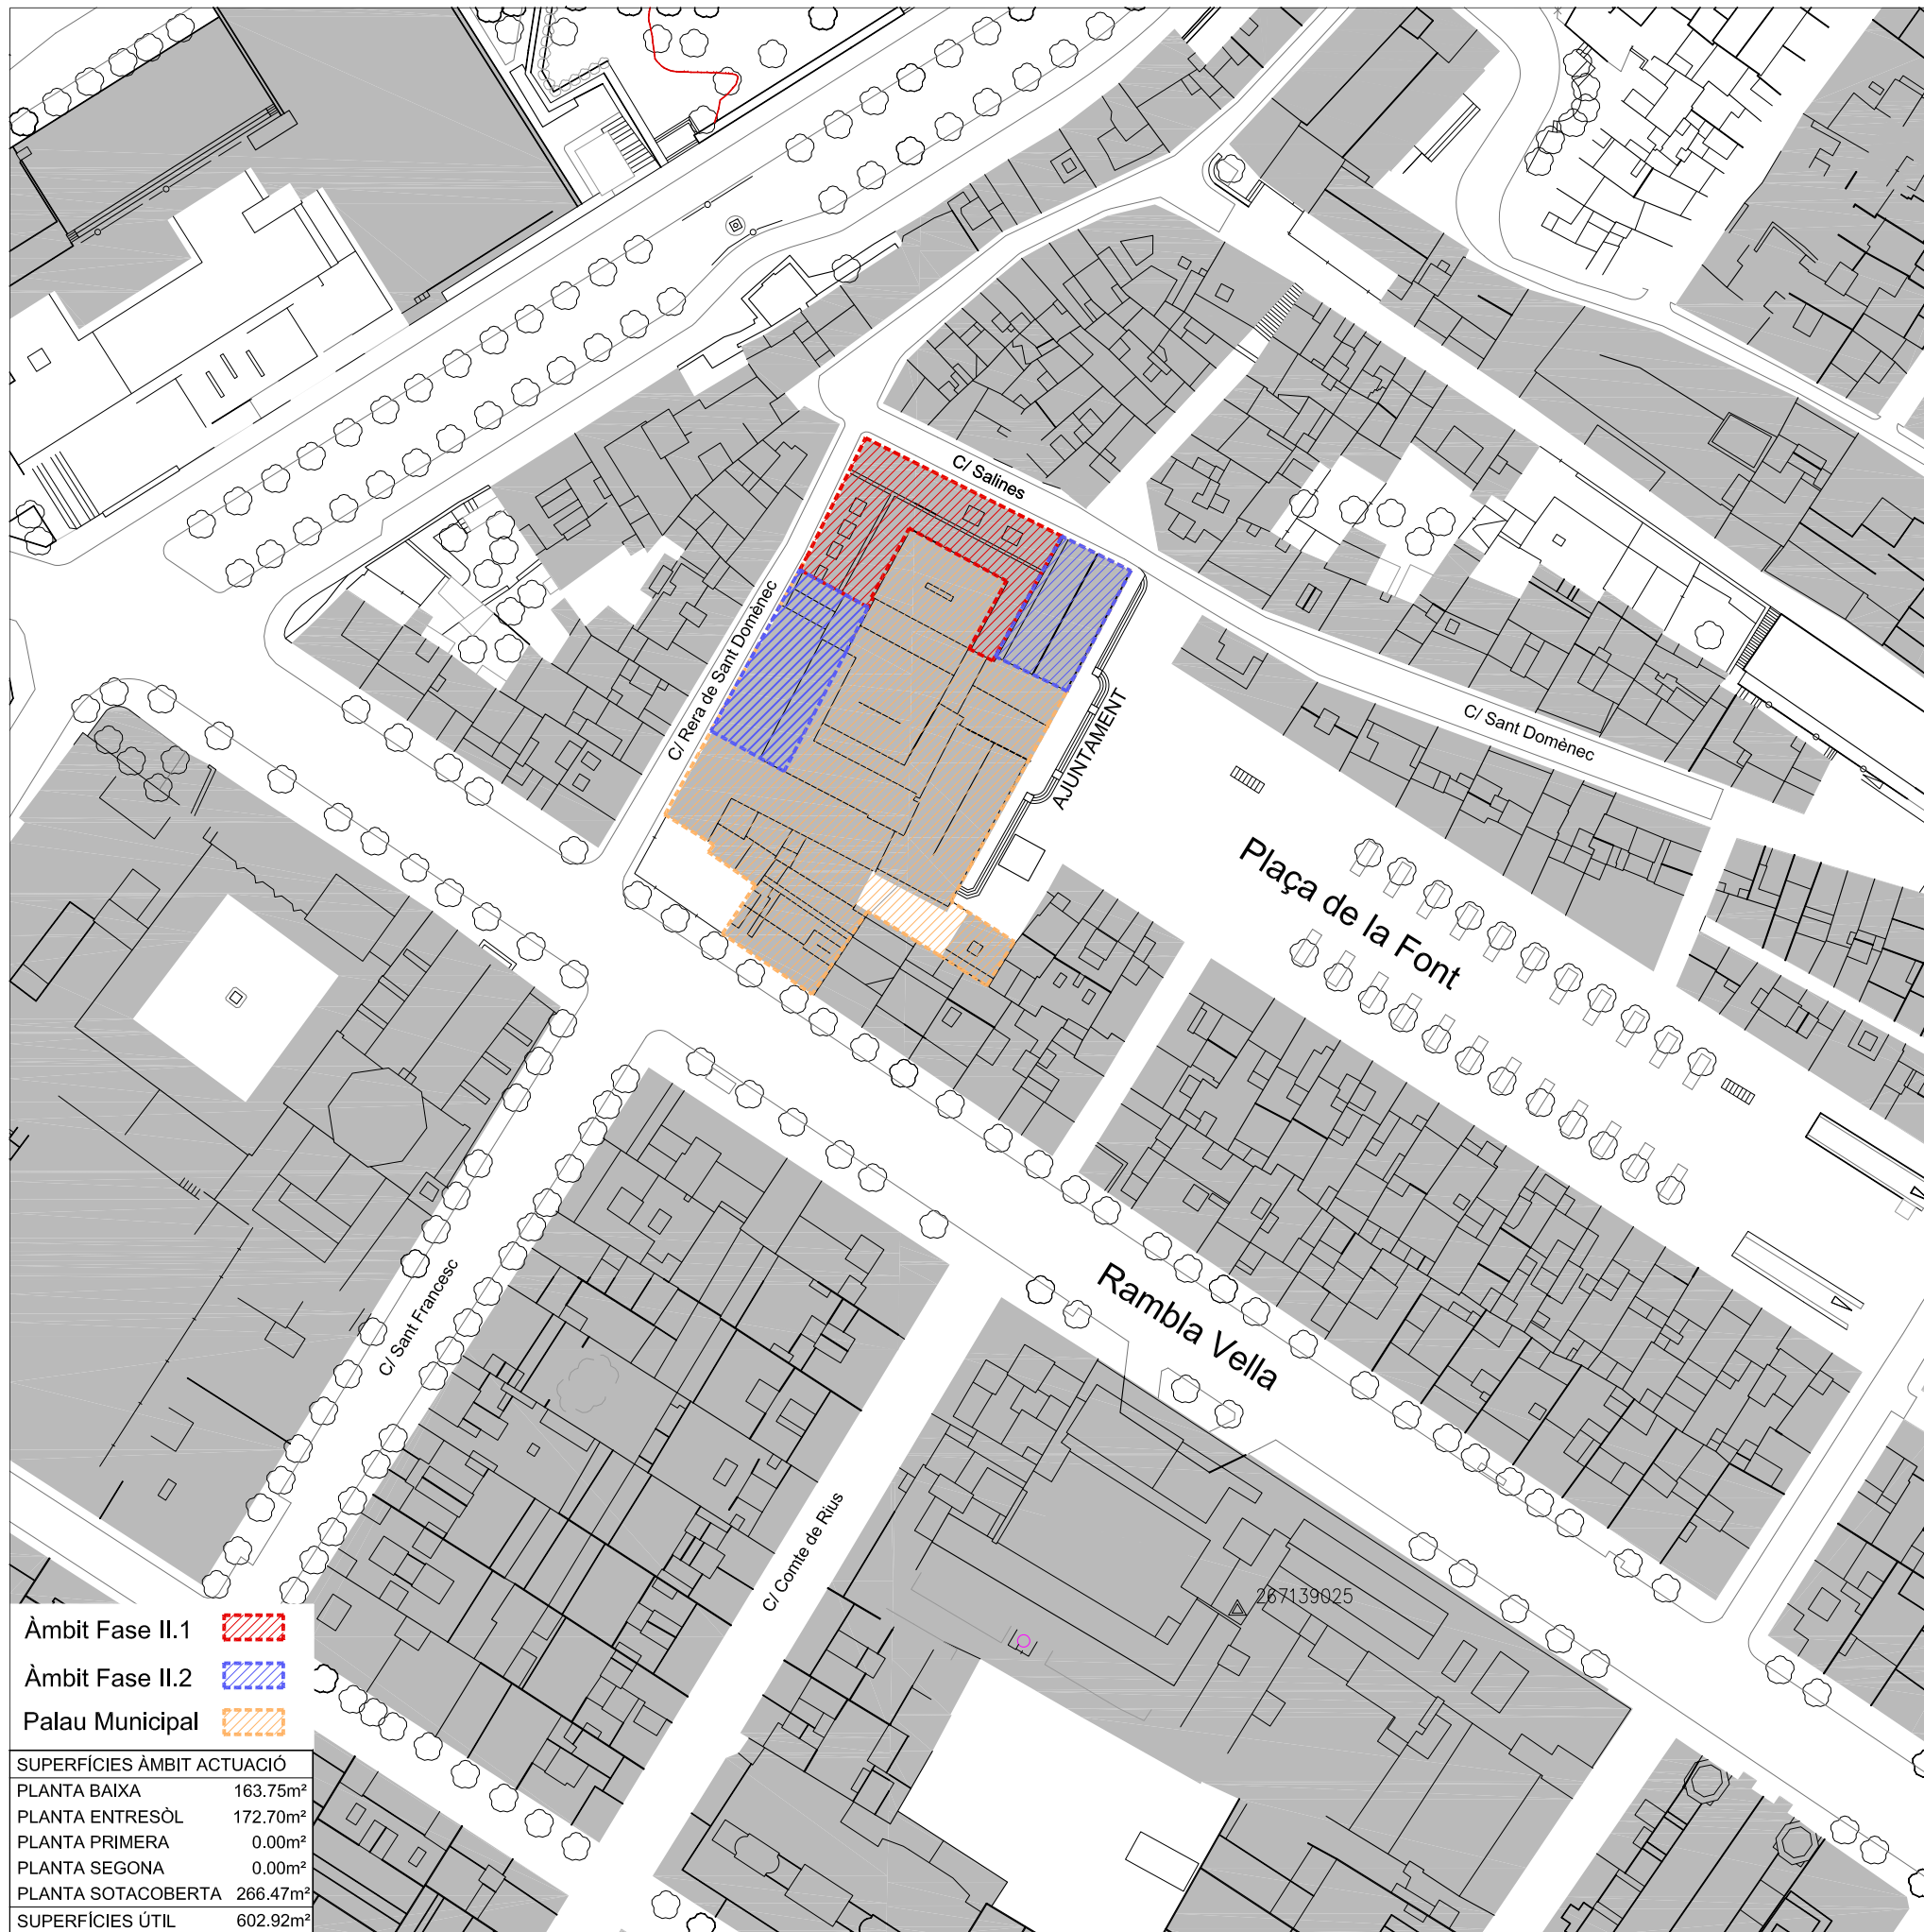 C/ Salines
C/ Rera de Sant Domènec
AJUNTAMENT
C/ Sant Domènec
Plaça de la Font
Rambla Vella
C/ Sant Francesc
C/ Comte de Rius
267139025
Àmbit Fase II.1
Àmbit Fase II.2
Palau Municipal
SUPERFÍCIES ÀMBIT ACTUACIÓ
PLANTA BAIXA 163.75m²
PLANTA ENTRESÒL 172.70m²
PLANTA PRIMERA 0.00m²
PLANTA SEGONA 0.00m²
PLANTA SOTACOBERTA 266.47m²
SUPERFÍCIES ÚTIL 602.92m²